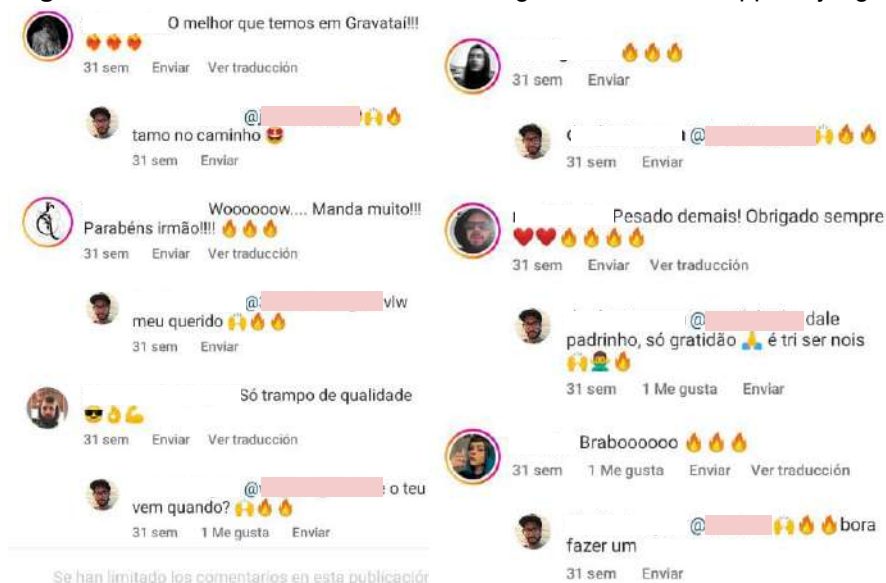 O melhor que temos em Gravataí!!!
❤️‍🔥❤️‍🔥❤️‍🔥
31 sem Enviar Ver traducción
@ 🙌🔥
tamo no caminho 🤩
31 sem Enviar
Woooooow.... Manda muito!!!
Parabéns irmão!!!! 🔥🔥🔥
31 sem Enviar Ver traducción
@ vlw
meu querido 🙌🔥🔥
31 sem Enviar
Só trampo de qualidade
😎👌💪
31 sem Enviar Ver traducción
@ e o teu
vem quando? 🙌🔥🔥
31 sem 1 Me gusta Enviar
Se han limitado los comentarios en esta publicación
🔥🔥🔥
31 sem Enviar
@ 🙌🔥🔥
31 sem Enviar
Pesado demais! Obrigado sempre
❤️❤️🔥🔥🔥🔥
31 sem Enviar Ver traducción
@ dale
padrinho, só gratidão 🙏 é tri ser nois
🙌🙇‍♂️🔥
31 sem 1 Me gusta Enviar
Braboooooo 🔥🔥🔥
31 sem 1 Me gusta Enviar Ver traducción
@ 🙌🔥🔥bora
fazer um
31 sem Enviar